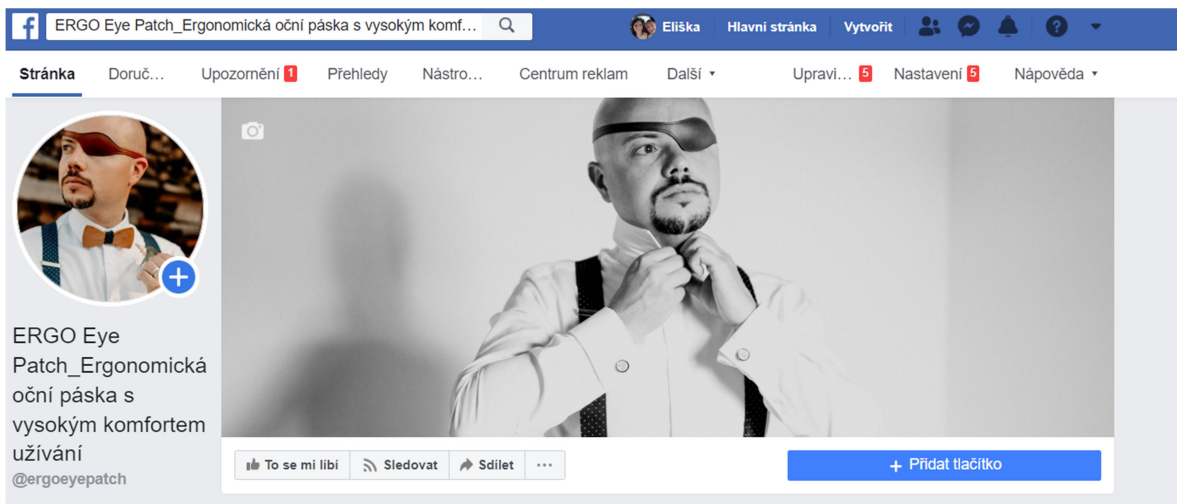 f ERGO Eye Patch_Ergonomická oční páska s vysokým komf… Eliška Hlavní stránka Vytvořit ?
Stránka Doruč… Upozornění 1 Přehledy Nástro… Centrum reklam Další Upravi… 5 Nastavení 5 Nápověda
ERGO Eye
Patch_Ergonomická
oční páska s
vysokým komfortem
užívání
@ergoeyepatch
To se mi líbí Sledovat Sdílet ··· + Přidat tlačítko